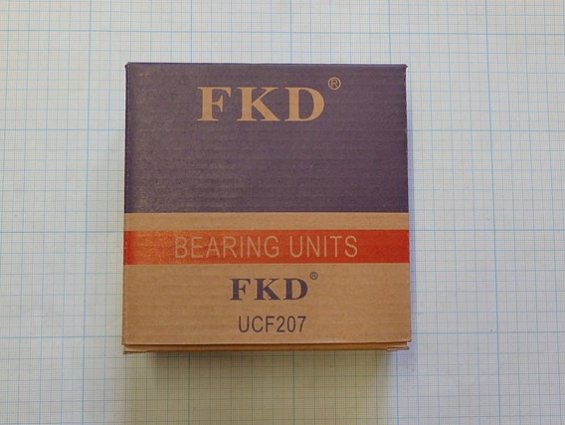 FKD®
BEARING UNITS
FKD®
UCF207